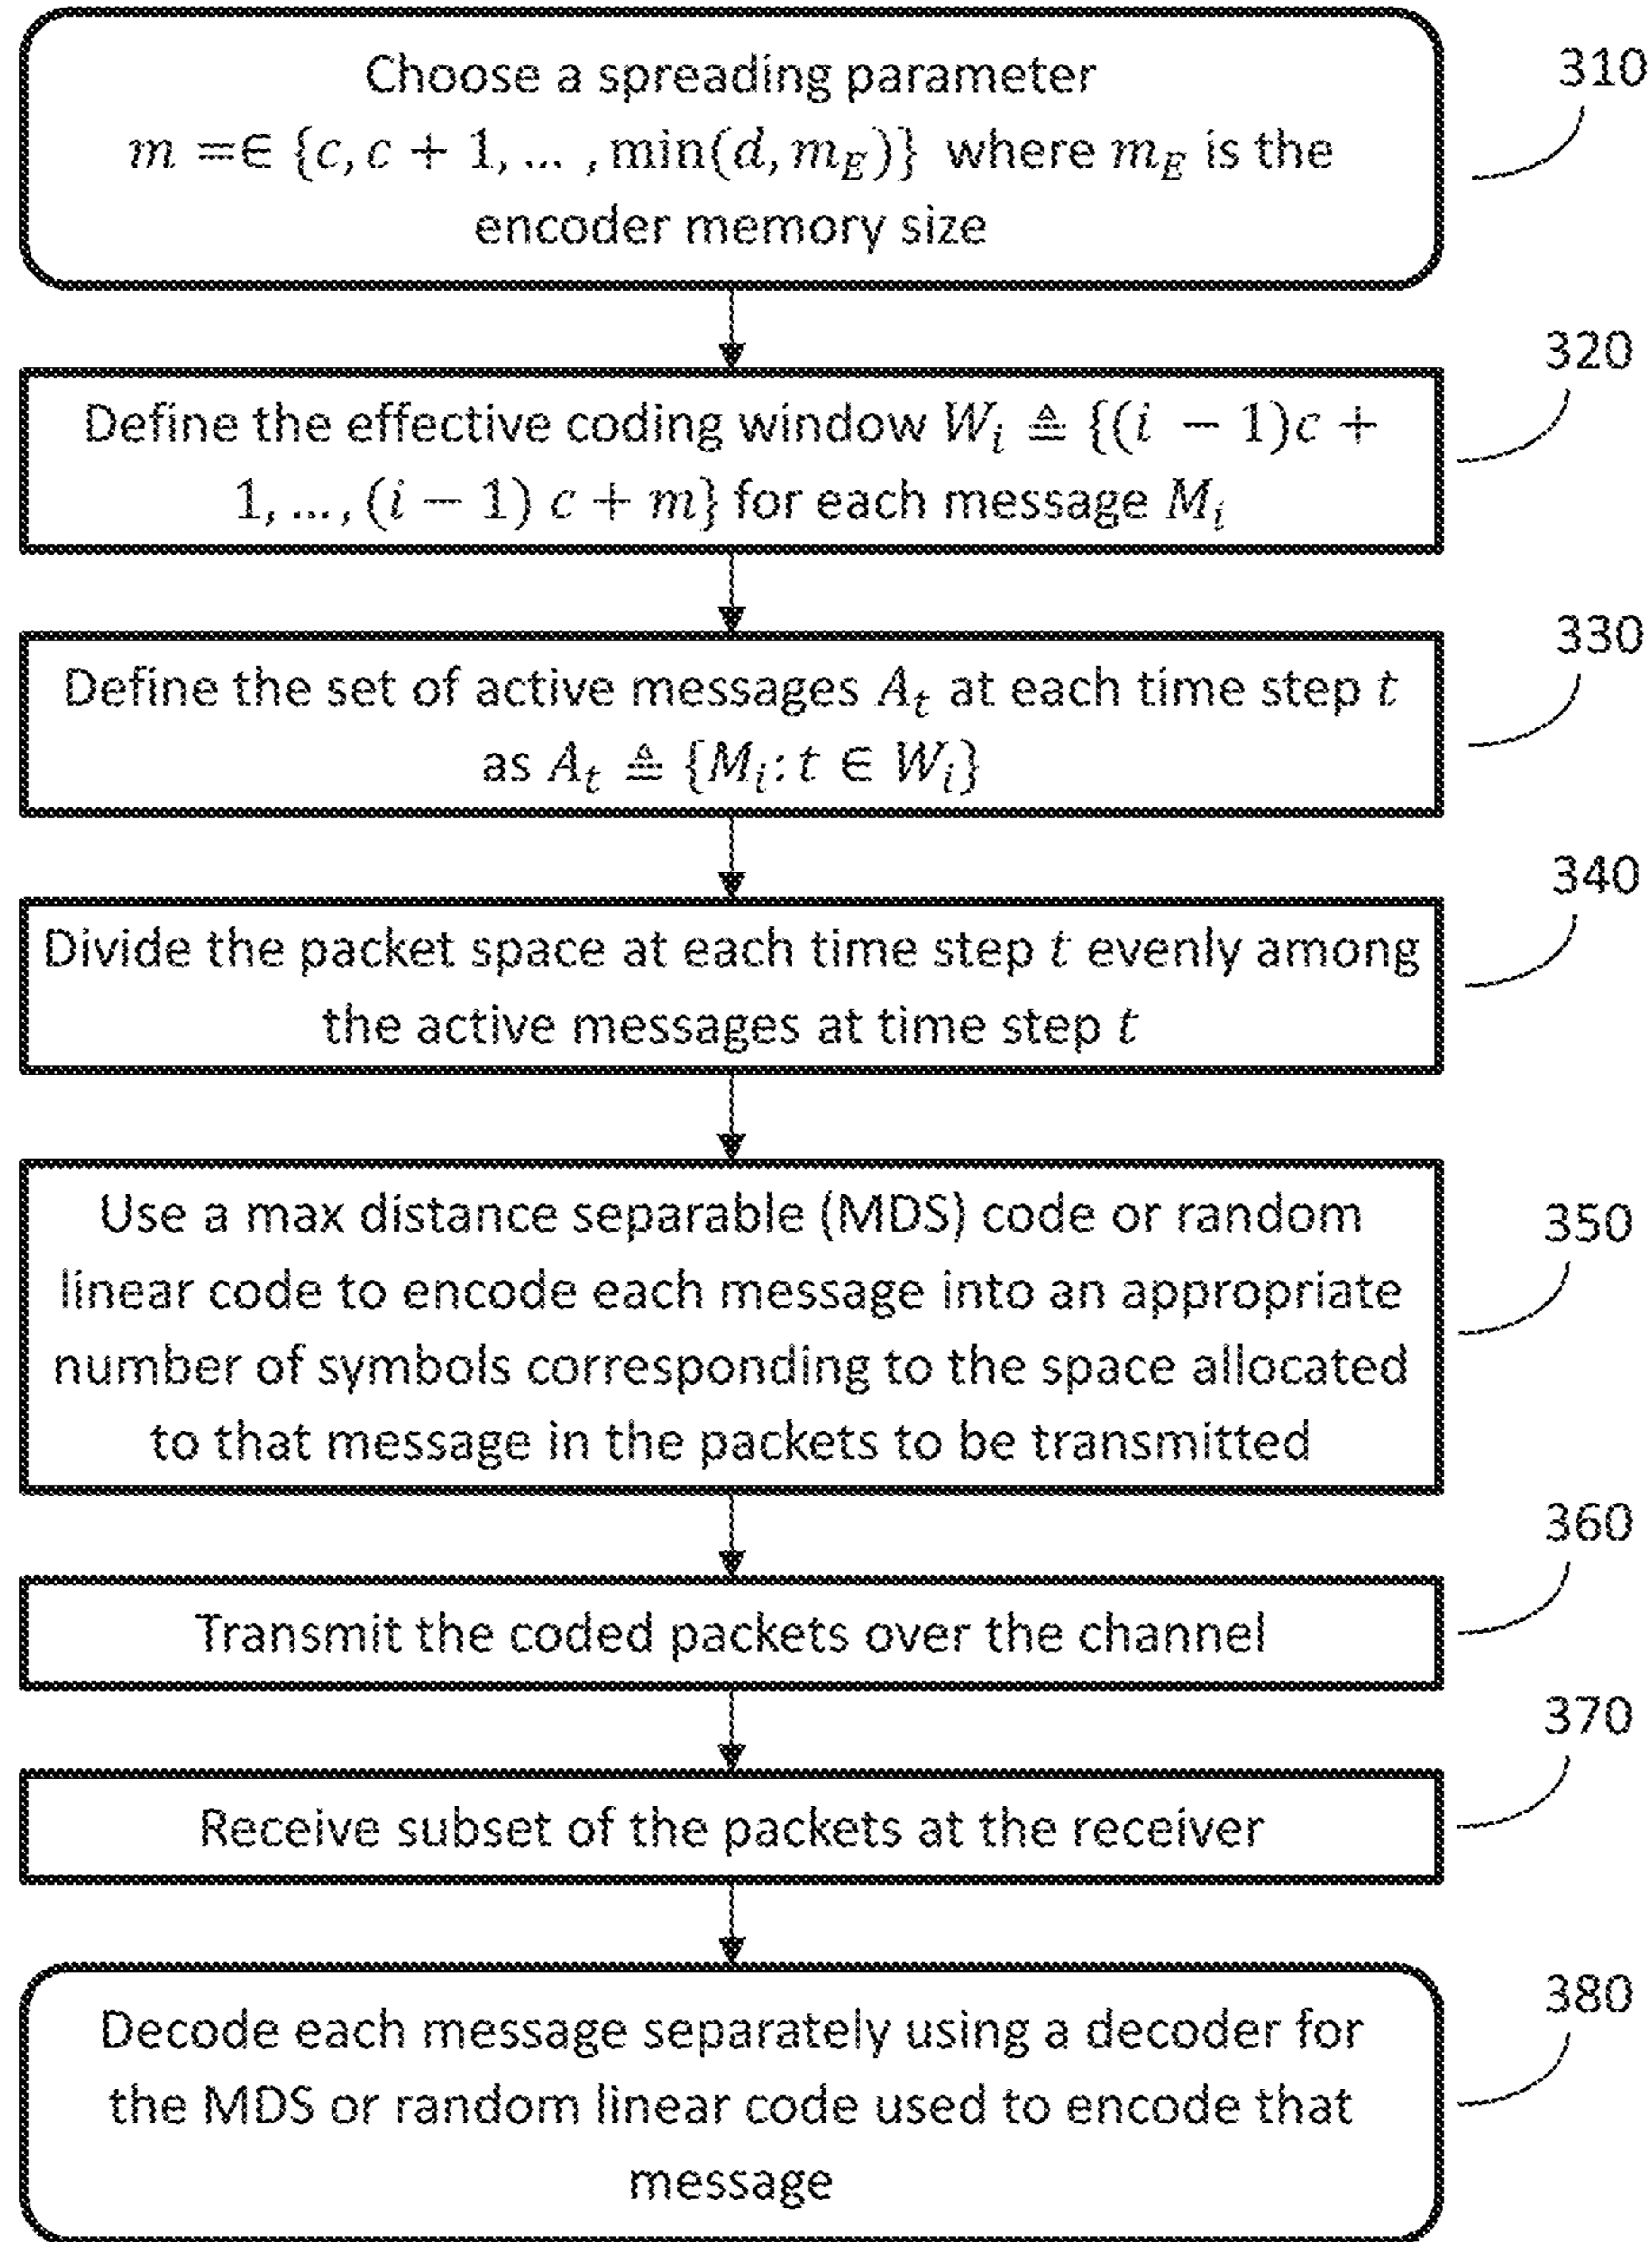 Choose a spreading parameter
310
m =∈ {c, c + 1, … , min(d, m_E)} where m_E is the
encoder memory size
320
Define the effective coding window W_i ≜ {(i − 1)c +
1, …, (i − 1) c + m} for each message M_i
330
Define the set of active messages A_t at each time step t
as A_t ≜ {M_i: t ∈ W_i}
340
Divide the packet space at each time step t evenly among
the active messages at time step t
350
Use a max distance separable (MDS) code or random
linear code to encode each message into an appropriate
number of symbols corresponding to the space allocated
to that message in the packets to be transmitted
360
Transmit the coded packets over the channel
370
Receive subset of the packets at the receiver
380
Decode each message separately using a decoder for
the MDS or random linear code used to encode that
message